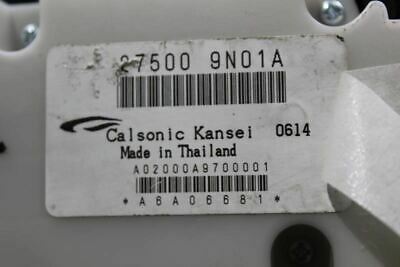 27500 9N01A
Calsonic Kansei 0614
Made in Thailand
A02000A9700001
*A6A06681*